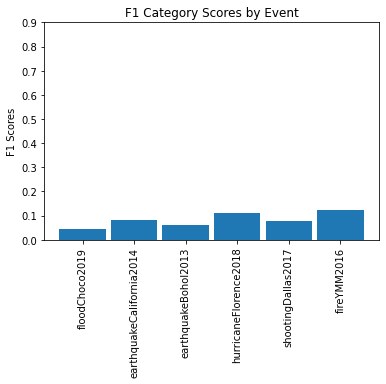 F1 Category Scores by Event
F1 Scores
0.9
0.8
0.7
0.6
0.5
0.4
0.3
0.2
0.1
0.0
floodChoco2019
earthquakeCalifornia2014
earthquakeBohol2013
hurricaneFlorence2018
shootingDallas2017
fireYMM2016